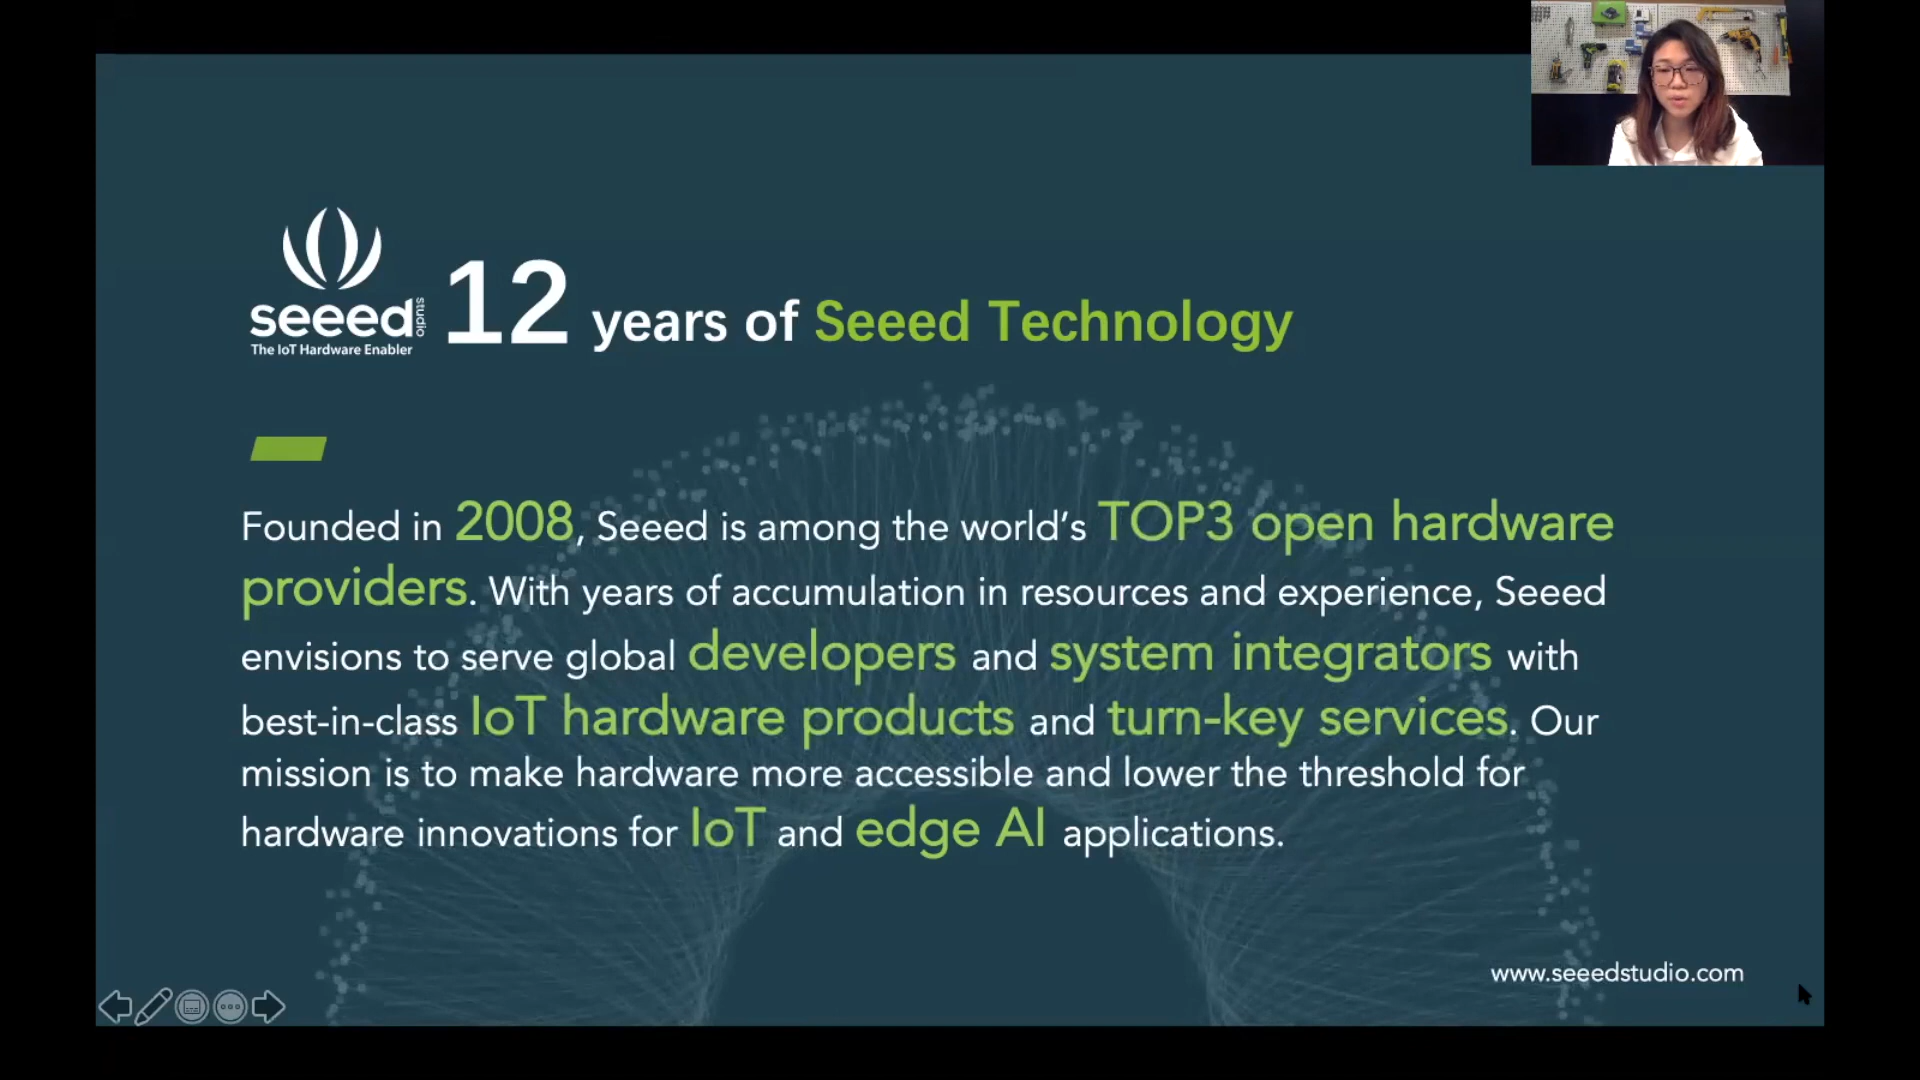 seeed
studio
The IoT Hardware Enabler
12 years of Seeed Technology
Founded in 2008, Seeed is among the world’s TOP3 open hardware
providers. With years of accumulation in resources and experience, Seeed
envisions to serve global developers and system integrators with
best-in-class IoT hardware products and turn-key services. Our
mission is to make hardware more accessible and lower the threshold for
hardware innovations for IoT and edge AI applications.
www.seeedstudio.com